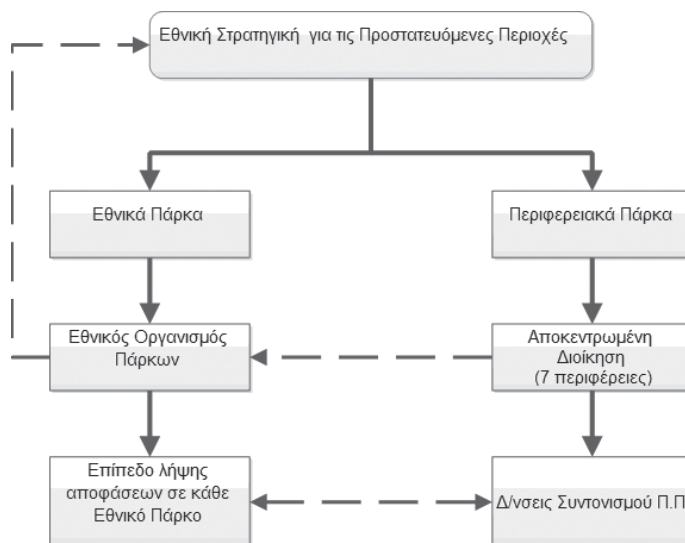 Εθνική Στρατηγική για τις Προστατευόμενες Περιοχές
Εθνικά Πάρκα
Περιφερειακά Πάρκα
Εθνικός Οργανισμός
Πάρκων
Αποκεντρωμένη
Διοίκηση
(7 περιφέρειες)
Επίπεδο λήψης
αποφάσεων σε κάθε
Εθνικό Πάρκο
Δ/νσεις Συντονισμού Π.Π